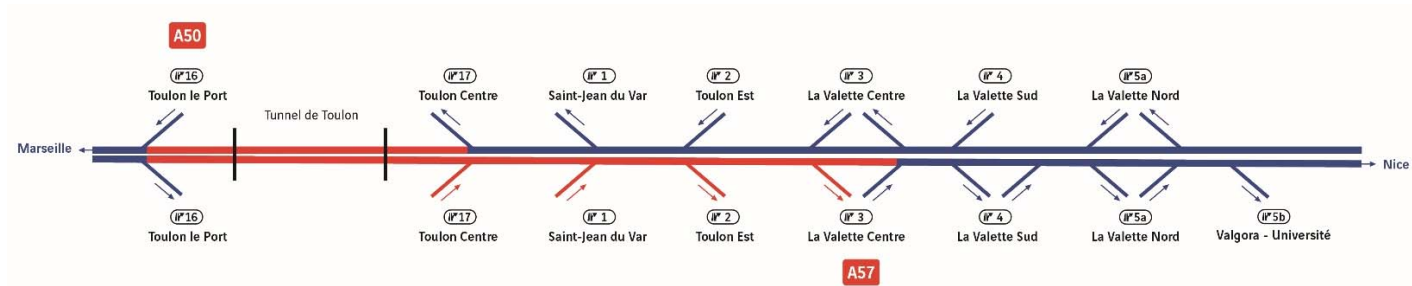 A50
16
Toulon le Port
Tunnel de Toulon
17
Toulon Centre
1
Saint-Jean du Var
2
Toulon Est
3
La Valette Centre
4
La Valette Sud
5a
La Valette Nord
Marseille
Nice
16
Toulon le Port
17
Toulon Centre
1
Saint-Jean du Var
2
Toulon Est
3
La Valette Centre
4
La Valette Sud
5a
La Valette Nord
5b
Valgora - Université
A57